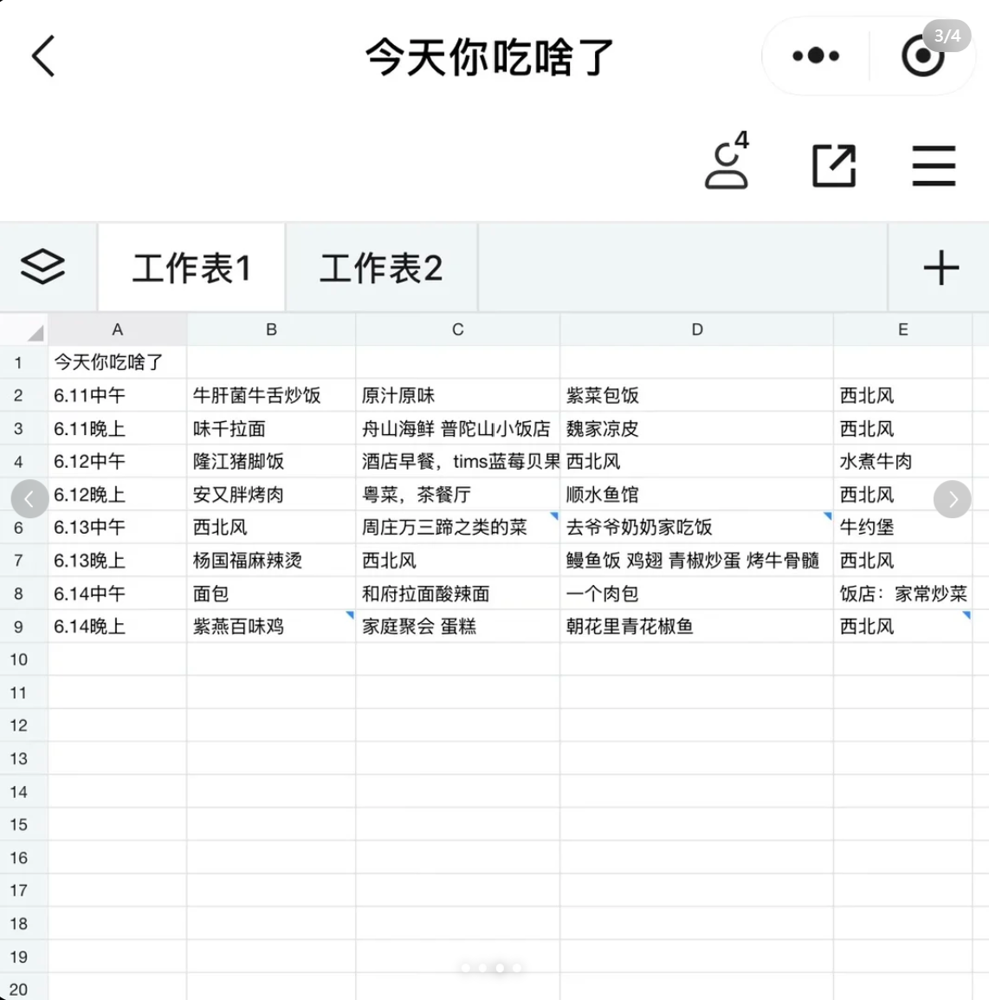 今天你吃啥了
3/4
4
工作表1 工作表2
A B C D E
1 今天你吃啥了
2 6.11中午 牛肝菌牛舌炒饭 原汁原味 紫菜包饭 西北风
3 6.11晚上 味千拉面 舟山海鲜 普陀山小饭店 魏家凉皮 西北风
4 6.12中午 隆江猪脚饭 酒店早餐，tims蓝莓贝果 西北风 水煮牛肉
6.12晚上 安又胖烤肉 粤菜，茶餐厅 顺水鱼馆 西北风
6 6.13中午 西北风 周庄万三蹄之类的菜 去爷爷奶奶家吃饭 牛约堡
7 6.13晚上 杨国福麻辣烫 西北风 鳗鱼饭 鸡翅 青椒炒蛋 烤牛骨髓 西北风
8 6.14中午 面包 和府拉面酸辣面 一个肉包 饭店：家常炒菜
9 6.14晚上 紫燕百味鸡 家庭聚会 蛋糕 朝花里青花椒鱼 西北风
10
11
12
13
14
15
16
17
18
19
20